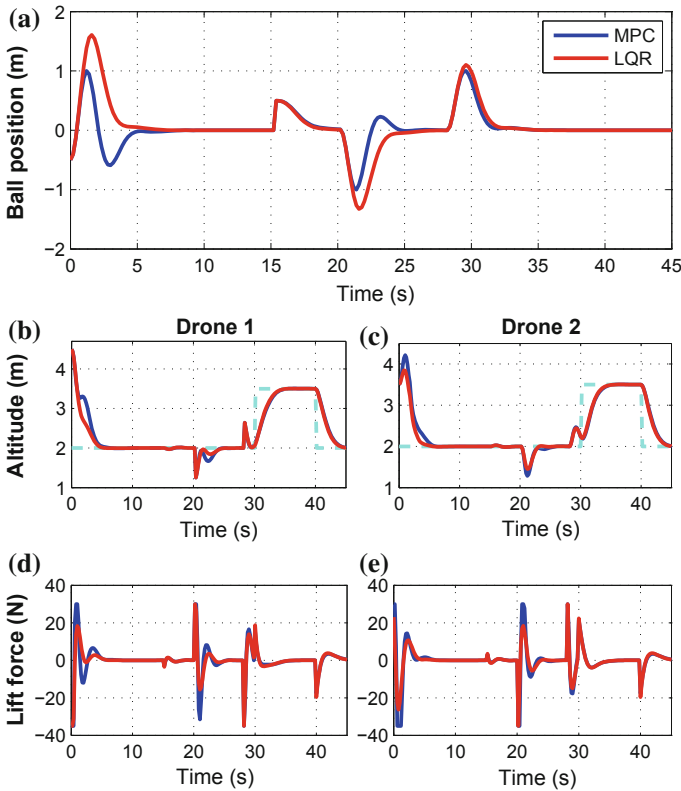 (a)
Ball position (m)
2
1
0
−1
−2
MPC
LQR
0 5 10 15 20 25 30 35 40 45
Time (s)
(b)
Drone 1
Altitude (m)
4
3
2
1
0 10 20 30 40
Time (s)
(c)
Drone 2
4
3
2
1
0 10 20 30 40
Time (s)
(d)
Lift force (N)
40
20
0
−20
−40
0 10 20 30 40
Time (s)
(e)
40
20
0
−20
−40
0 10 20 30 40
Time (s)